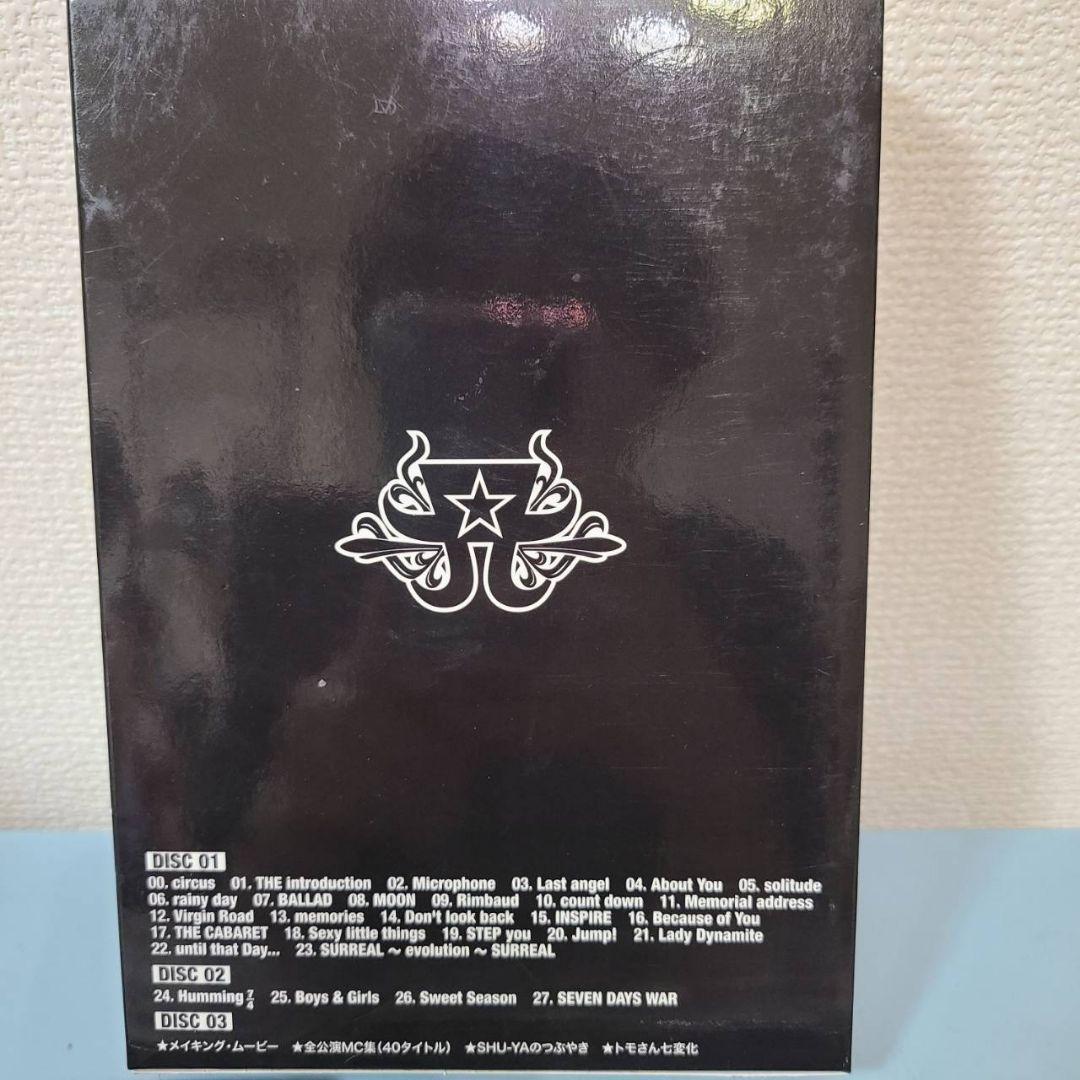 DISC 01
00. circus 01. THE introduction 02. Microphone 03. Last angel 04. About You 05. solitude
06. rainy day 07. BALLAD 08. MOON 09. Rimbaud 10. count down 11. Memorial address
12. Virgin Road 13. memories 14. Don't look back 15. INSPIRE 16. Because of You
17. THE CABARET 18. Sexy little things 19. STEP you 20. Jump! 21. Lady Dynamite
22. until that Day... 23. SURREAL ～ evolution ～ SURREAL
DISC 02
24. Humming 7/4 25. Boys & Girls 26. Sweet Season 27. SEVEN DAYS WAR
DISC 03
★メイキング・ムービー ★全公演MC集(40タイトル) ★SHU-YAのつぶやき ★トモさん七変化